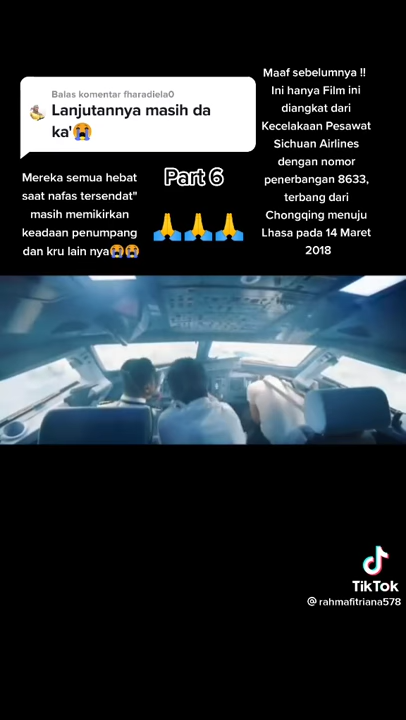 Balas komentar fharadiela0
Lanjutannya masih da
ka'😭
Mereka semua hebat
saat nafas tersendat"
masih memikirkan
keadaan penumpang
dan kru lain nya😭😭
Part 6
🙏🙏🙏
Maaf sebelumnya !!
Ini hanya Film ini
diangkat dari
Kecelakaan Pesawat
Sichuan Airlines
dengan nomor
penerbangan 8633,
terbang dari
Chongqing menuju
Lhasa pada 14 Maret
2018
TikTok
@rahmafitriana578